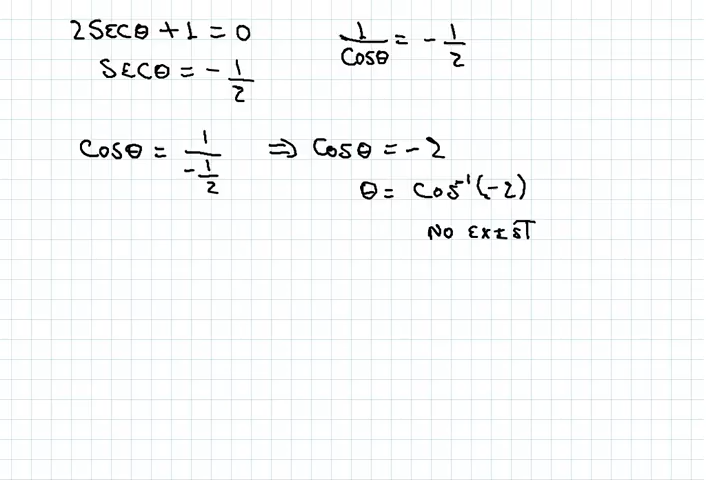 2SECθ + 1 = 0
1/COSθ = - 1/2
SECθ = - 1/2
COSθ = 1/(-1/2) ⇒ COSθ = -2
θ = COS⁻¹(-2)
NO EXIST